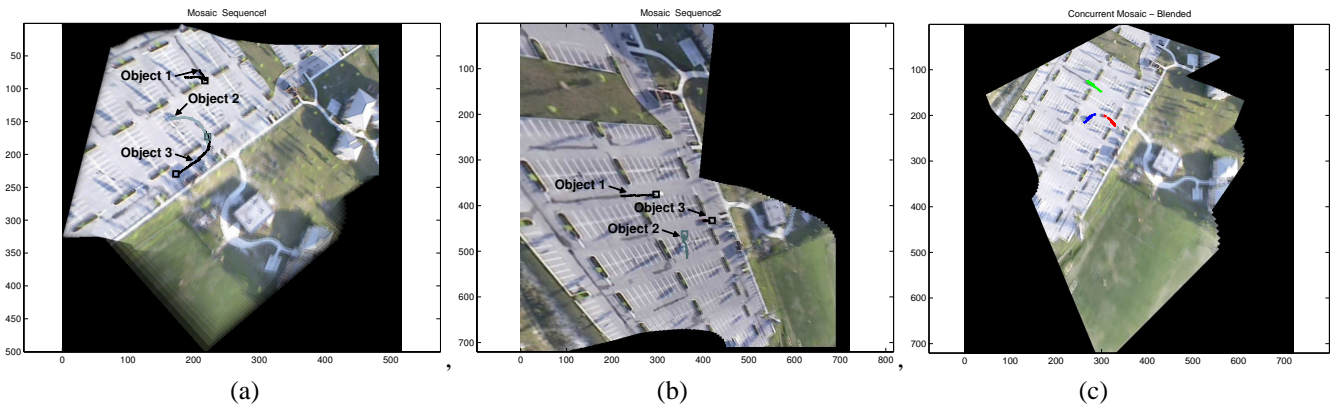 Mosaic Sequence1
50
100
150
200
250
300
350
400
450
500
0 100 200 300 400 500
Object 1
Object 2
Object 3
,
(a)
Mosaic Sequence2
100
200
300
400
500
600
700
0 100 200 300 400 500 600 700 800
Object 1
Object 3
Object 2
,
(b)
Concurrent Mosaic – Blended
0
100
200
300
400
500
600
700
100 200 300 400 500 600 700
(c)